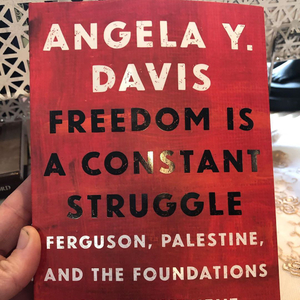 ANGELA Y.
DAVIS
FREEDOM IS
A CONSTANT
STRUGGLE
FERGUSON, PALESTINE,
AND THE FOUNDATIONS